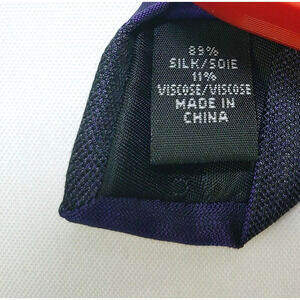 89%
SILK/SOIE
11%
VISCOSE/VISCOSE
MADE IN
CHINA